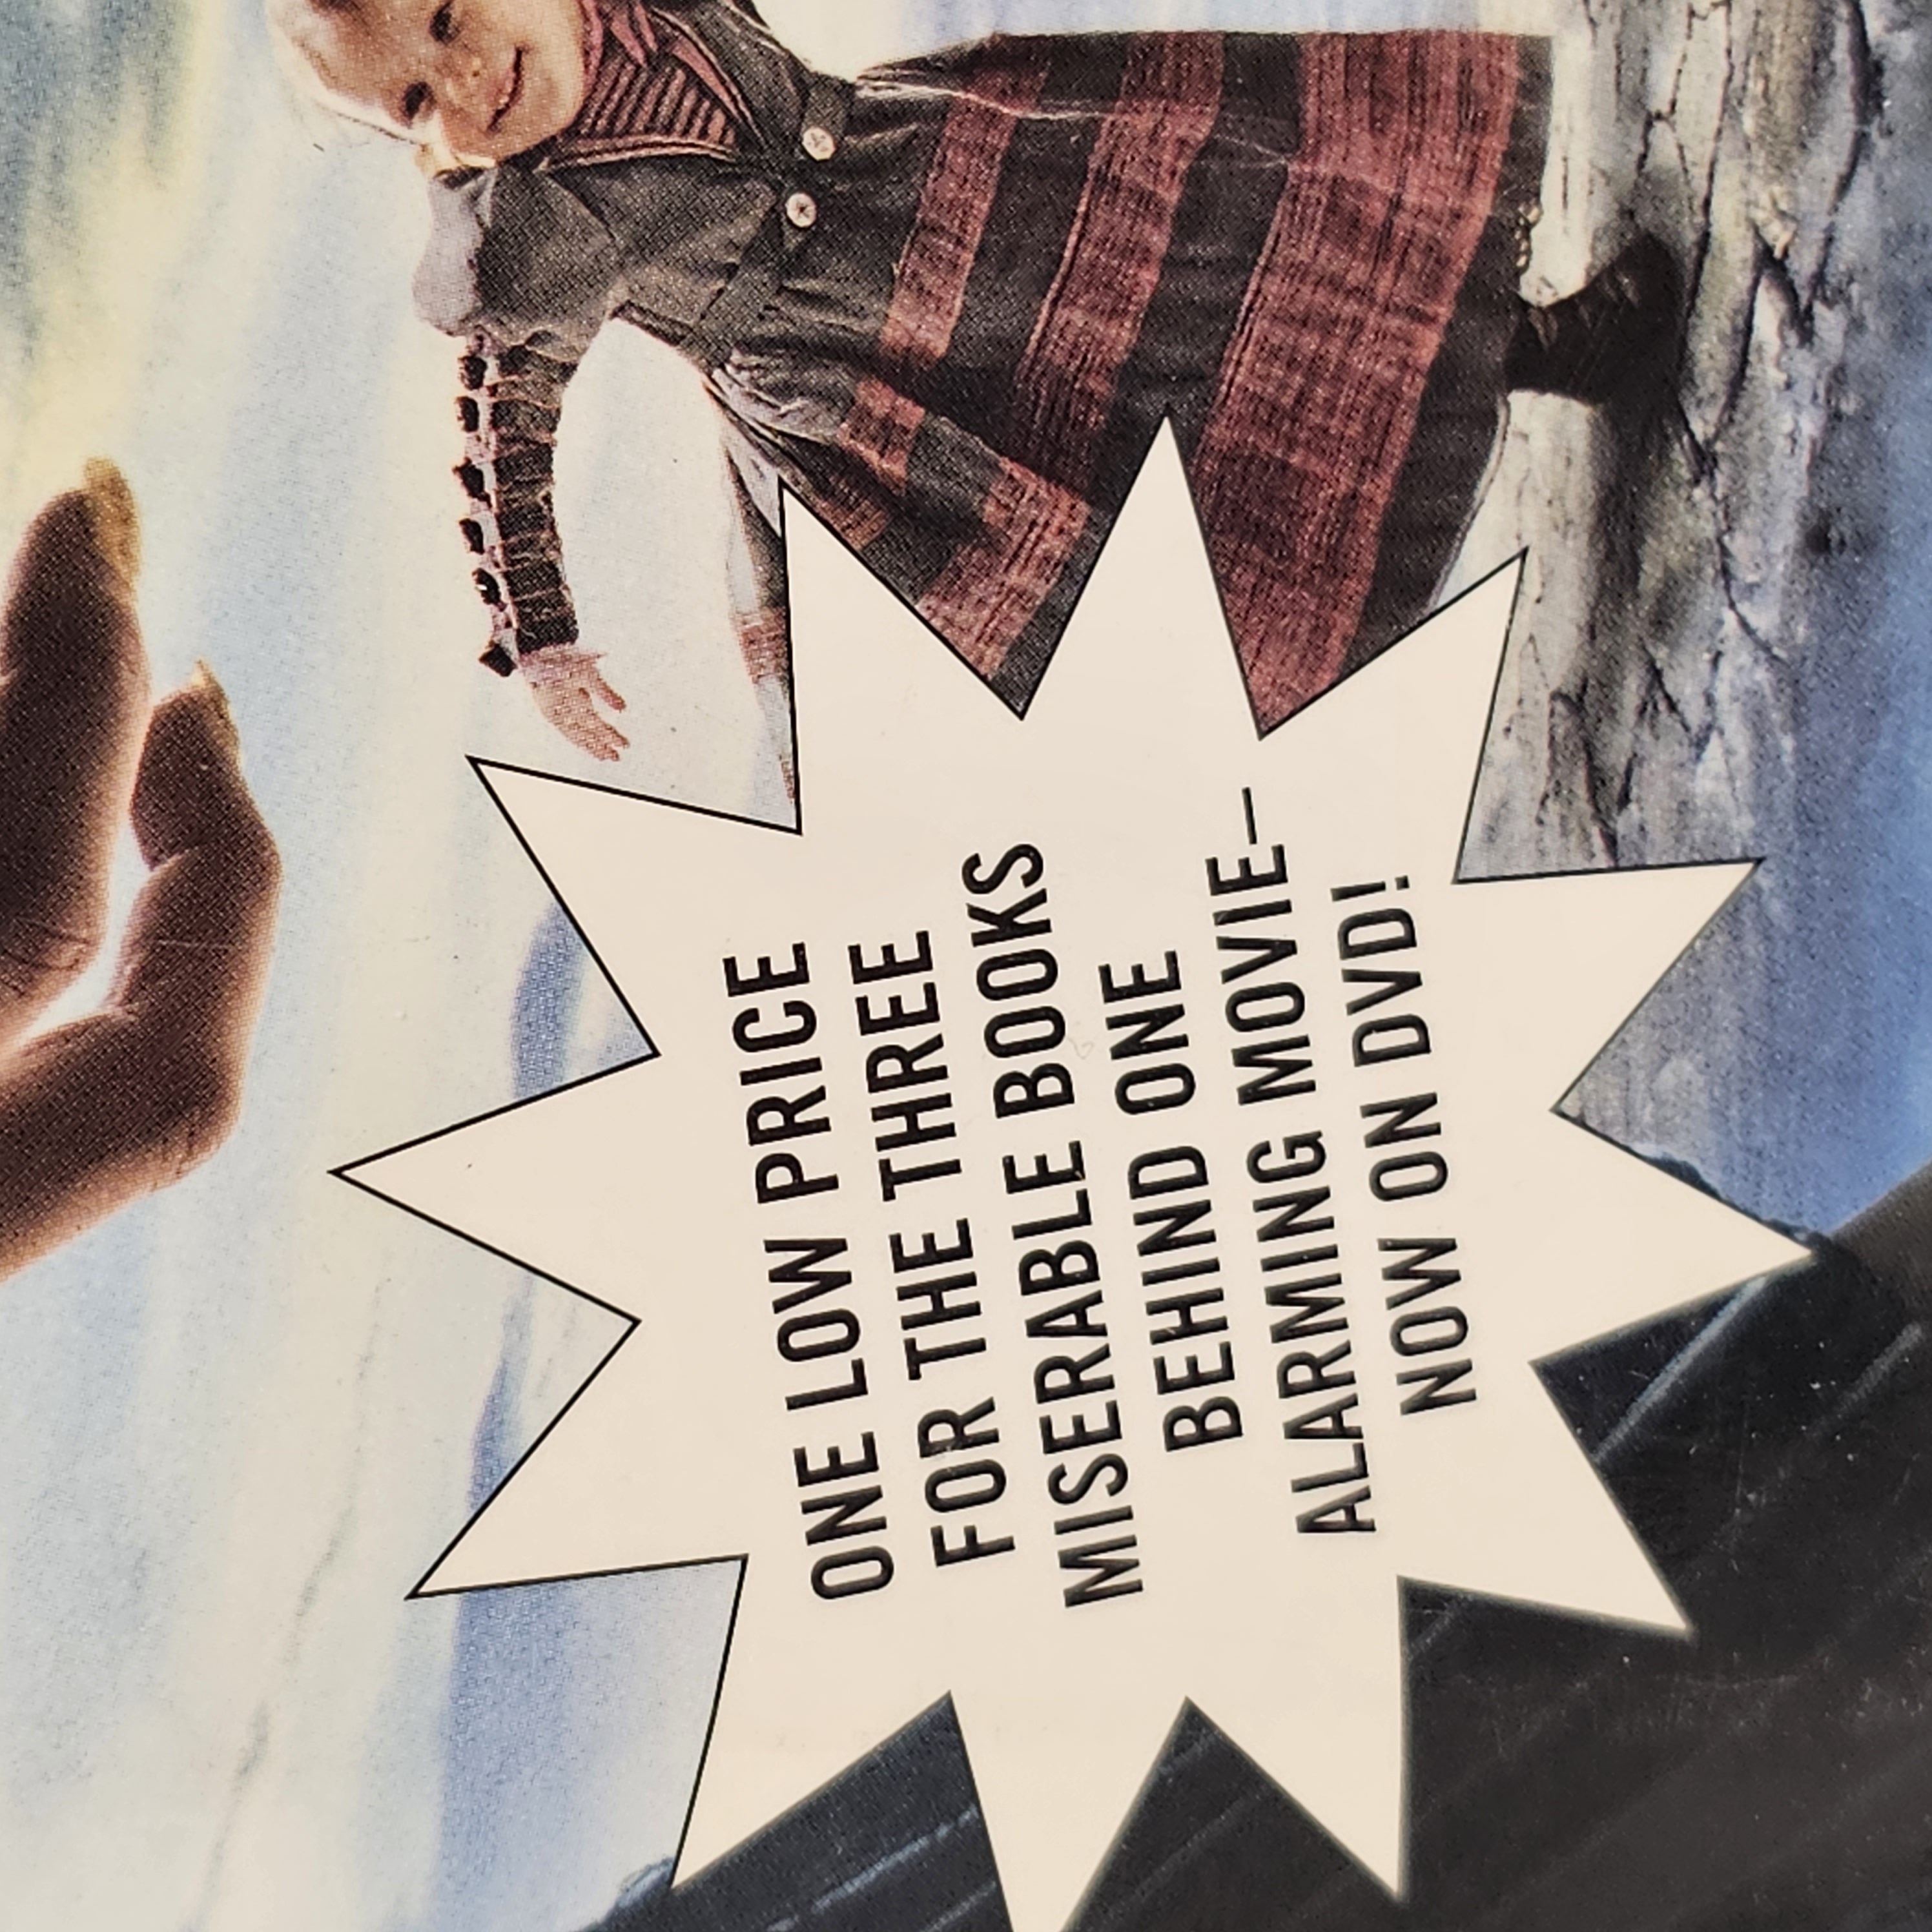 ONE LOW PRICE
FOR THE THREE
MISERABLE BOOKS
BEHIND ONE
ALARMING MOVIE—
NOW ON DVD!